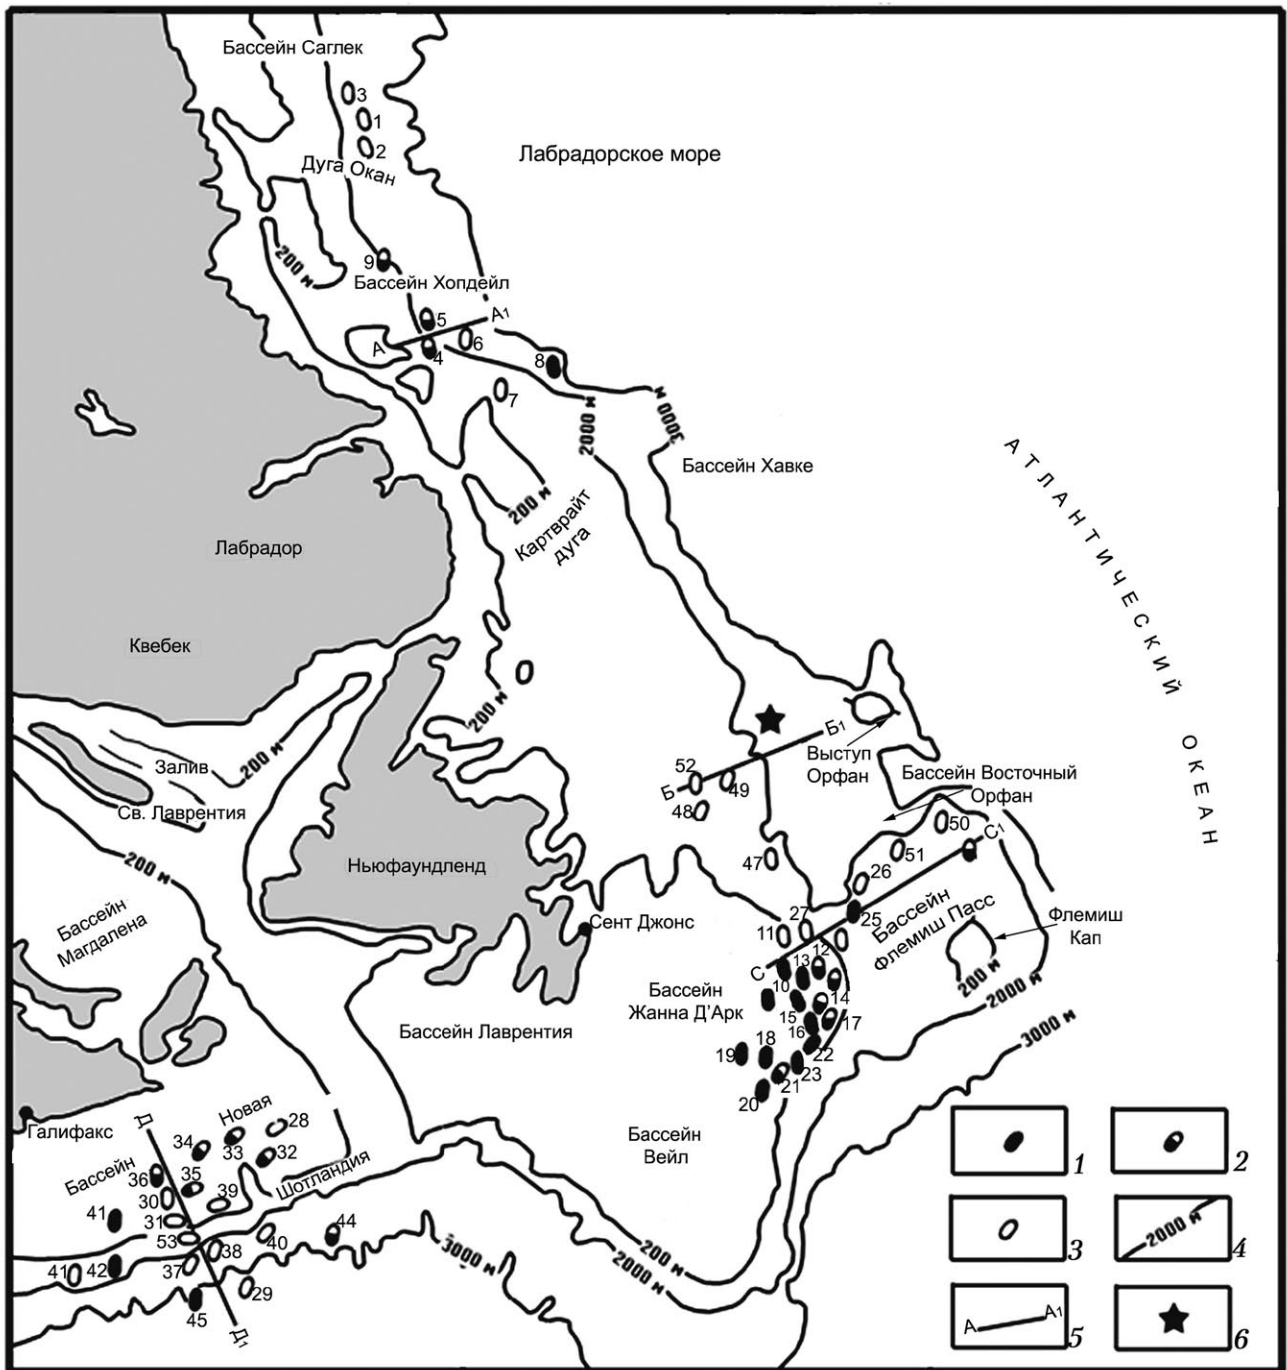 Бассейн Саглек
3
1
2
Дуга Окан
Лабрадорское море
200 м
9
Бассейн Хопдейл
5
А
А1
4
6
8
7
2000 м
3000 м
Бассейн Хавке
200 м
Картврайт
дуга
АТЛАНТИЧЕСКИЙ ОКЕАН
Лабрадор
Квебек
200 м
200 м
Залив
Св. Лаврентия
Б
Б1
52
49
48
Выступ
Орфан
Бассейн Восточный
Орфан
50
С1
51
47
26
200 м
Ньюфаундленд
25
Бассейн
Флемиш Пасс
Флемиш
Кап
Бассейн
Магдалена
Сент Джонс
27
11
12
С
13
10
14
15
16
17
200 м
2000 м
3000 м
Бассейн
Жанна Д'Арк
Бассейн Лаврентия
19
18
22
23
21
20
Галифакс
Д
Новая
28
34
33
32
Шотландия
Бассейн
36
35
30
39
41
31
53
38
40
44
41
42
37
29
45
Д1
3000 м
Бассейн
Вейл
200 м
2000 м
1
2
3
2000 м
4
А
А1
5
6